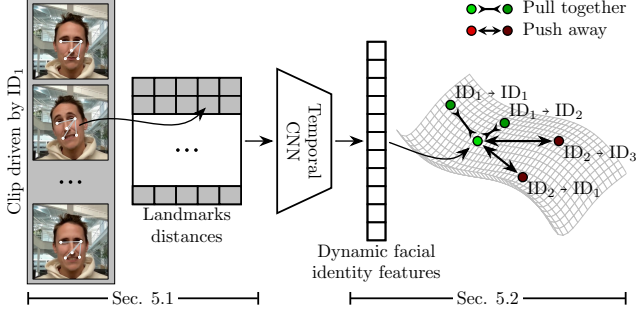 Pull together
Push away
Clip driven by ID₁
...
...
Landmarks
distances
Temporal
CNN
Dynamic facial
identity features
ID₁ → ID₁
ID₁ → ID₂
ID₂ → ID₃
ID₂ → ID₁
Sec. 5.1
Sec. 5.2